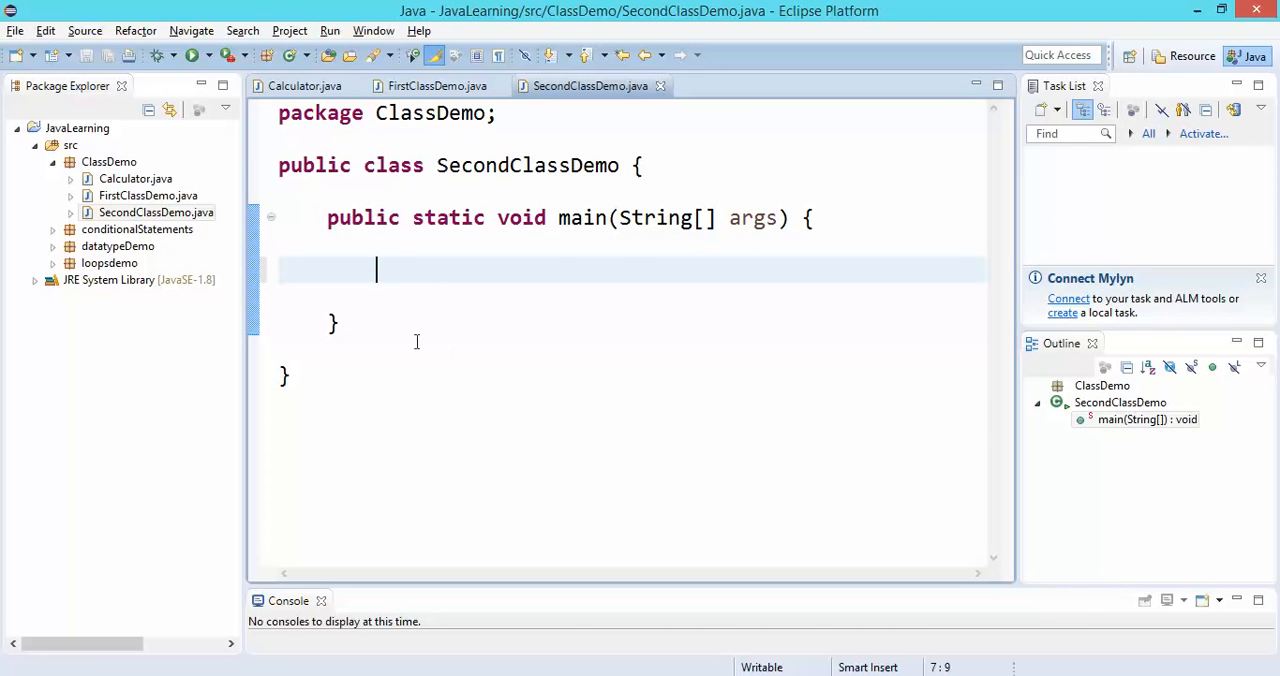 Java - JavaLearning/src/ClassDemo/SecondClassDemo.java - Eclipse Platform
File Edit Source Refactor Navigate Search Project Run Window Help
Quick Access Resource Java
Package Explorer
JavaLearning
src
ClassDemo
Calculator.java
FirstClassDemo.java
SecondClassDemo.java
conditionalStatements
datatypeDemo
loopsdemo
JRE System Library [JavaSE-1.8]
Calculator.java FirstClassDemo.java SecondClassDemo.java
package ClassDemo;
public class SecondClassDemo {
public static void main(String[] args) {
}
}
Task List
Find All Activate...
Connect Mylyn
Connect to your task and ALM tools or
create a local task.
Outline
ClassDemo
SecondClassDemo
main(String[]) : void
Console
No consoles to display at this time.
Writable Smart Insert 7 : 9